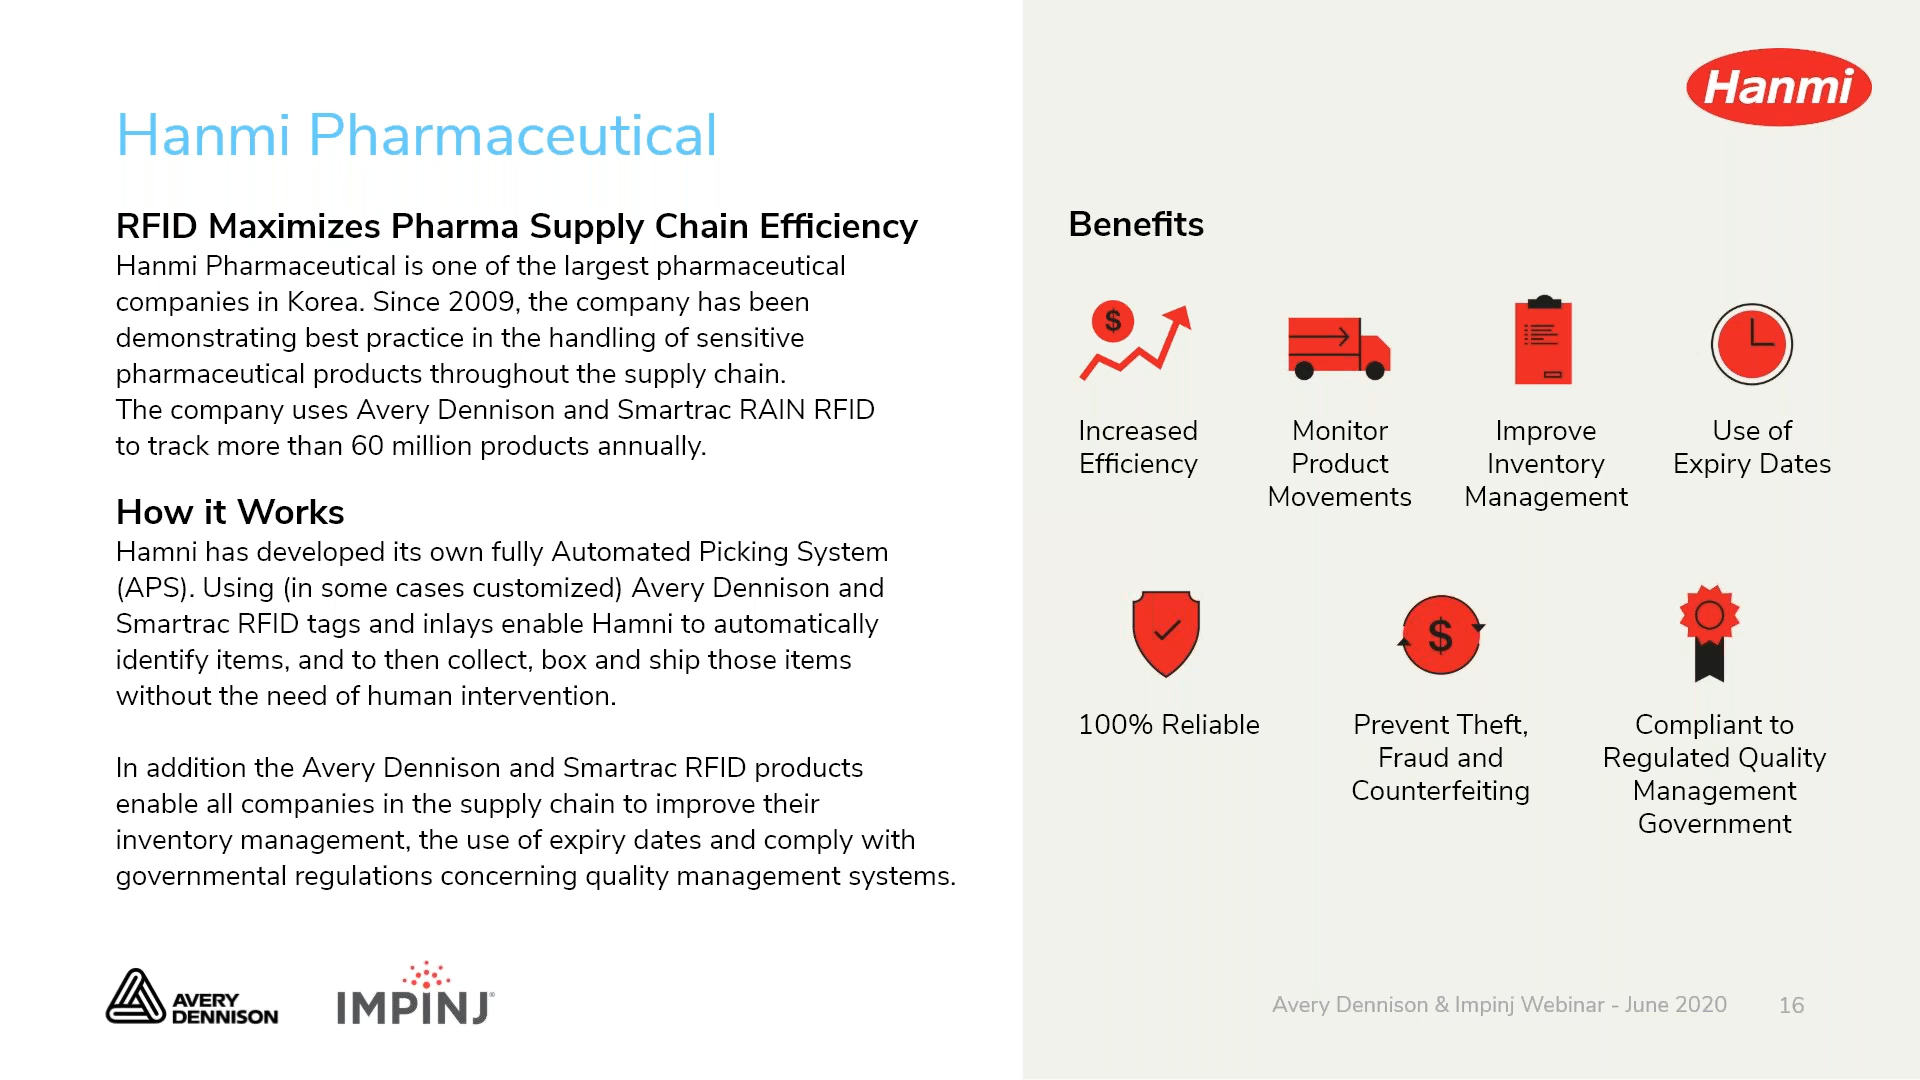 Hanmi
Hanmi Pharmaceutical
RFID Maximizes Pharma Supply Chain Efficiency
Hanmi Pharmaceutical is one of the largest pharmaceutical
companies in Korea. Since 2009, the company has been
demonstrating best practice in the handling of sensitive
pharmaceutical products throughout the supply chain.
The company uses Avery Dennison and Smartrac RAIN RFID
to track more than 60 million products annually.
How it Works
Hamni has developed its own fully Automated Picking System
(APS). Using (in some cases customized) Avery Dennison and
Smartrac RFID tags and inlays enable Hamni to automatically
identify items, and to then collect, box and ship those items
without the need of human intervention.
In addition the Avery Dennison and Smartrac RFID products
enable all companies in the supply chain to improve their
inventory management, the use of expiry dates and comply with
governmental regulations concerning quality management systems.
Benefits
$
Increased
Efficiency
Monitor
Product
Movements
Improve
Inventory
Management
Use of
Expiry Dates
100% Reliable
$
Prevent Theft,
Fraud and
Counterfeiting
Compliant to
Regulated Quality
Management
Government
AVERY
DENNISON
IMPINJ®
Avery Dennison & Impinj Webinar - June 2020
16